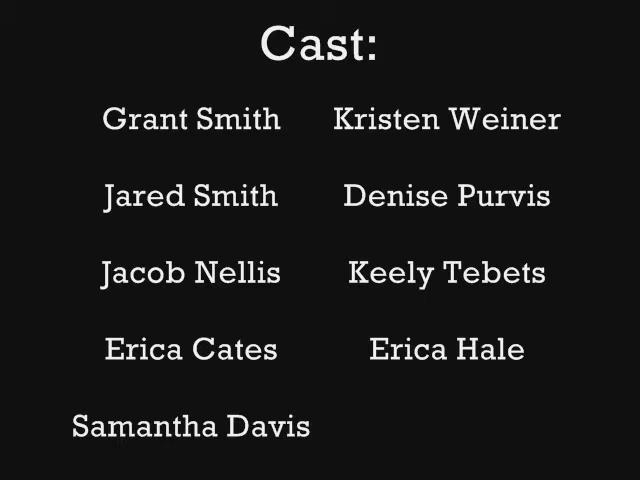 Cast:
Grant Smith Kristen Weiner
Jared Smith Denise Purvis
Jacob Nellis Keely Tebets
Erica Cates Erica Hale
Samantha Davis